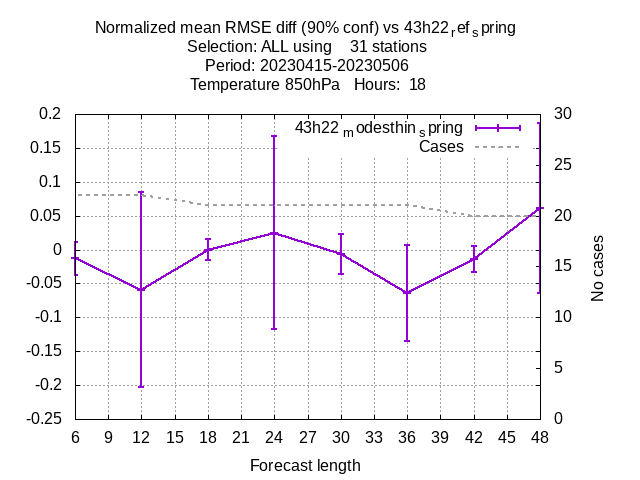 Normalized mean RMSE diff (90% conf) vs 43h22refspring
Selection: ALL using 31 stations
Period: 20230415-20230506
Temperature 850hPa Hours: 18
43h22modesthinspring
Cases
0.2
0.15
0.1
0.05
0
-0.05
-0.1
-0.15
-0.2
-0.25
30
25
20
15
10
5
0
No cases
6 9 12 15 18 21 24 27 30 33 36 39 42 45 48
Forecast length